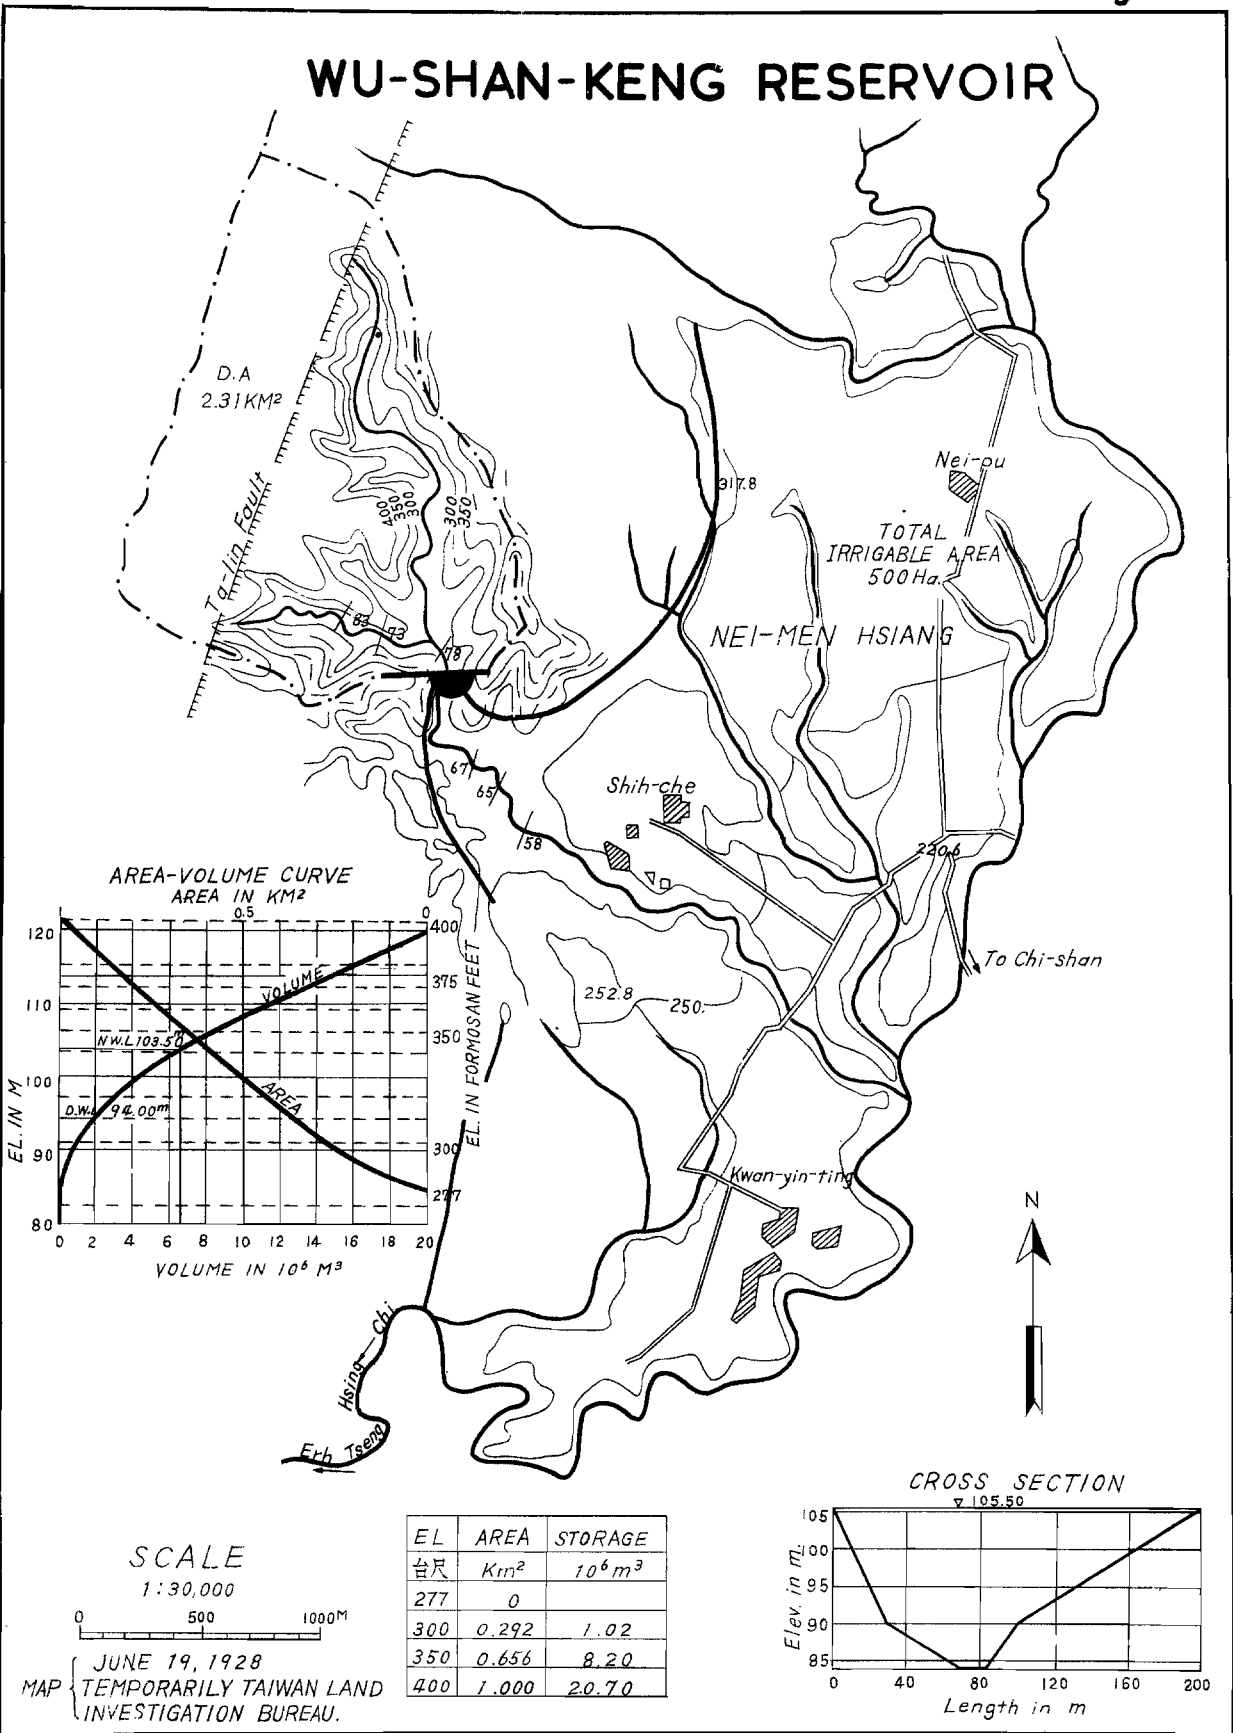 WU-SHAN-KENG RESERVOIR
D.A
2.31KM²
Ta-lin Fault
400
350
300
300
350
83
73
78
67
65
58
317.8
Nei-pu
TOTAL
IRRIGABLE AREA
500Ha.
NEI-MEN HSIANG
Shih-che
220.6
To Chi-shan
252.8
250.
Kwan-yin-ting
Hsing Chi
Erh Tseng
N
AREA-VOLUME CURVE
AREA IN KM²
1 0.5 0
120
110
100
90
80
EL. IN M
400
375
350
300
277
EL. IN FORMOSAN FEET
VOLUME
AREA
N.W.L 103.50m
D.W.L 94.00m
0 2 4 6 8 10 12 14 16 18 20
VOLUME IN 10⁶ M³
SCALE
1:30,000
0 500 1000M
MAP
JUNE 19, 1928
TEMPORARILY TAIWAN LAND
INVESTIGATION BUREAU.
EL AREA STORAGE
台尺 Km² 10⁶m³
277 0
300 0.292 1.02
350 0.656 8.20
400 1.000 20.70
CROSS SECTION
▽ 105.50
105
100
95
90
85
Elev. in m.
0 40 80 120 160 200
Length in m